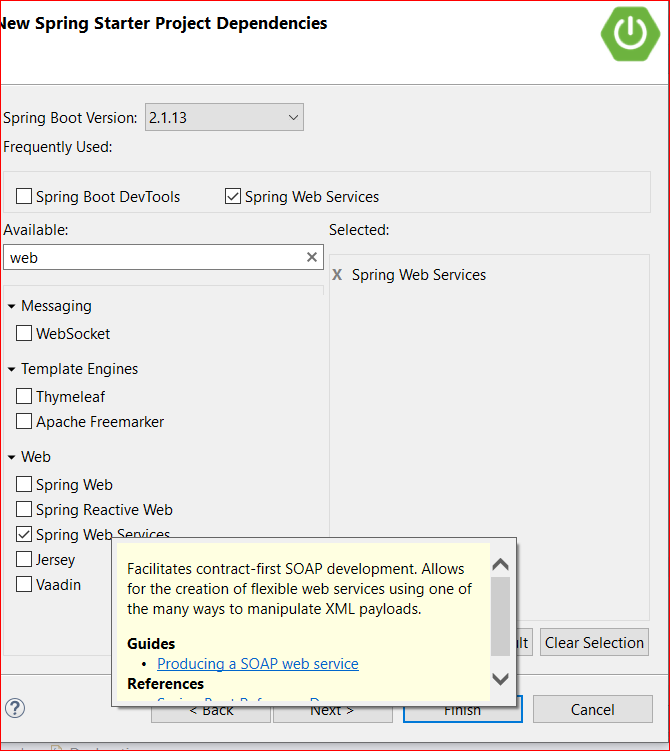 New Spring Starter Project Dependencies
Spring Boot Version: 2.1.13
Frequently Used:
Spring Boot DevTools Spring Web Services
Available: Selected:
web
X Spring Web Services
Messaging
WebSocket
Template Engines
Thymeleaf
Apache Freemarker
Web
Spring Web
Spring Reactive Web
Spring Web Services
Jersey
Vaadin
Facilitates contract-first SOAP development. Allows
for the creation of flexible web services using one of
the many ways to manipulate XML payloads.
Guides
• Producing a SOAP web service
References
Clear Selection
< Back Next > Finish Cancel